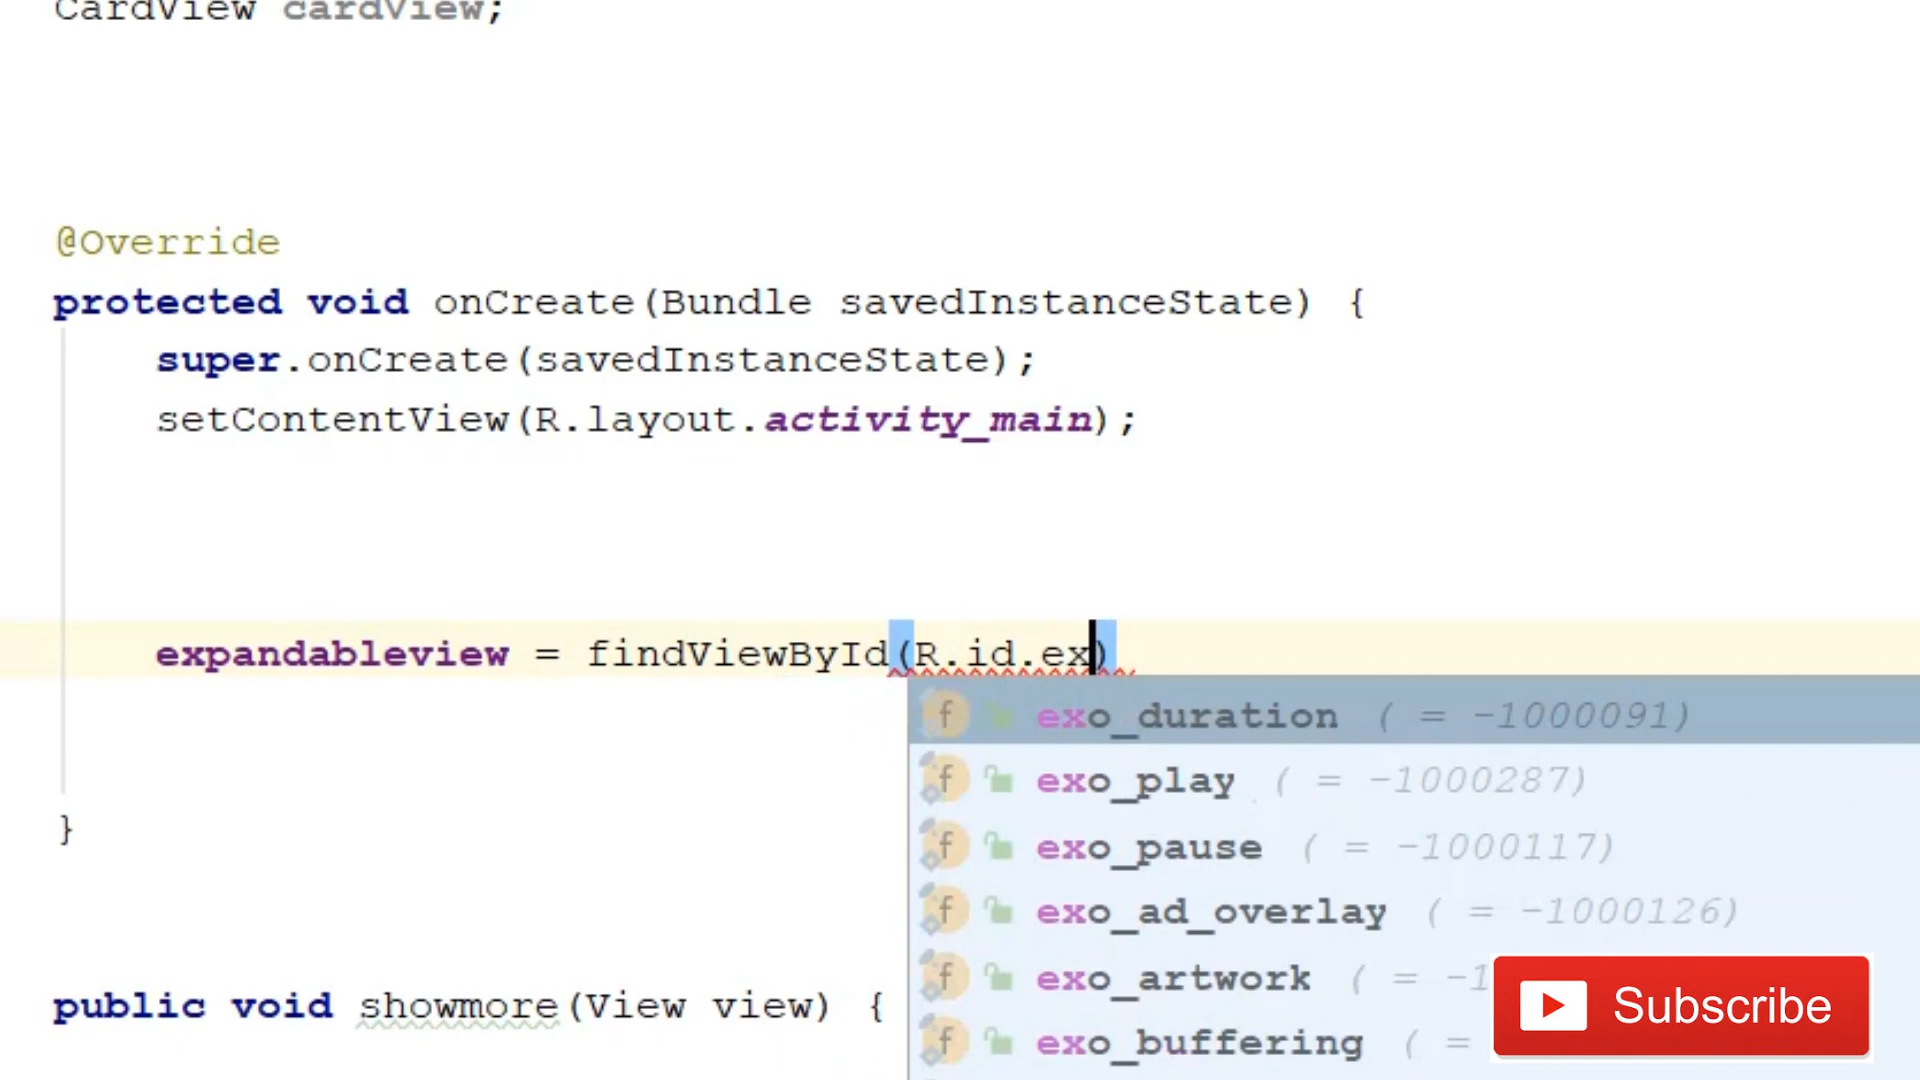 CardView cardView;
@Override
protected void onCreate(Bundle savedInstanceState) {
super.onCreate(savedInstanceState);
setContentView(R.layout.activity_main);
expandableview = findViewById(R.id.ex)
exo_duration ( = -1000091)
exo_play ( = -1000287)
exo_pause ( = -1000117)
exo_ad_overlay ( = -1000126)
exo_artwork ( = -1
exo_buffering ( =
}
public void showmore(View view) {
Subscribe